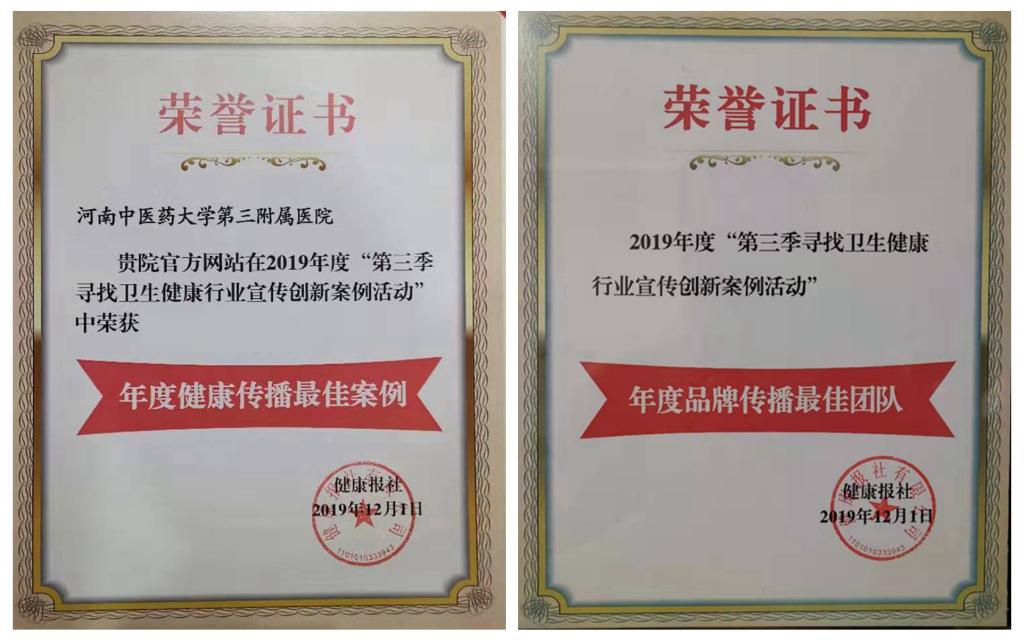 荣誉证书
河南中医药大学第三附属医院
贵院官方网站在2019年度“第三季
寻找卫生健康行业宣传创新案例活动”
中荣获
年度健康传播最佳案例
健康报社
2019年12月1日
1101010333943
荣誉证书
2019年度“第三季寻找卫生健康
行业宣传创新案例活动”
年度品牌传播最佳团队
健康报社
2019年12月1日
1101010333943